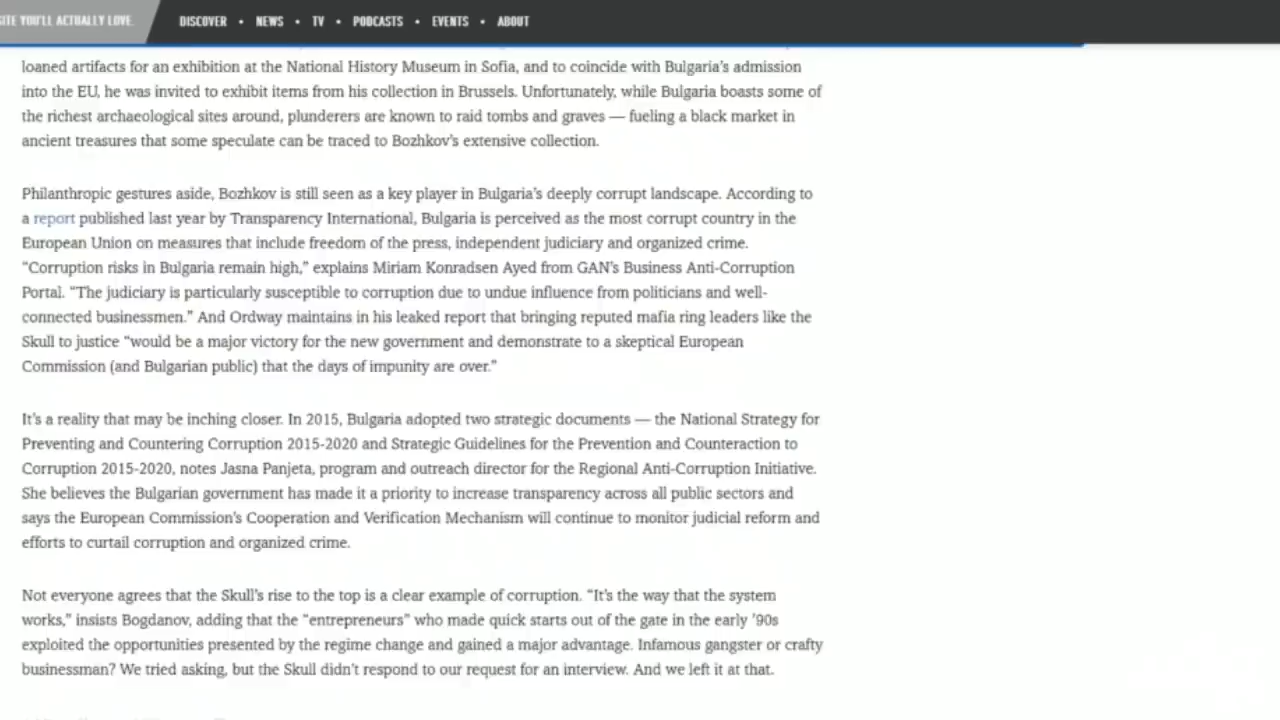 SITE YOU'LL ACTUALLY LOVE.
DISCOVER • NEWS • TV • PODCASTS • EVENTS • ABOUT
loaned artifacts for an exhibition at the National History Museum in Sofia, and to coincide with Bulgaria's admission
into the EU, he was invited to exhibit items from his collection in Brussels. Unfortunately, while Bulgaria boasts some of
the richest archaeological sites around, plunderers are known to raid tombs and graves — fueling a black market in
ancient treasures that some speculate can be traced to Bozhkov's extensive collection.
Philanthropic gestures aside, Bozhkov is still seen as a key player in Bulgaria's deeply corrupt landscape. According to
a report published last year by Transparency International, Bulgaria is perceived as the most corrupt country in the
European Union on measures that include freedom of the press, independent judiciary and organized crime.
“Corruption risks in Bulgaria remain high,” explains Miriam Konradsen Ayed from GAN's Business Anti-Corruption
Portal. “The judiciary is particularly susceptible to corruption due to undue influence from politicians and well-
connected businessmen.” And Ordway maintains in his leaked report that bringing reputed mafia ring leaders like the
Skull to justice “would be a major victory for the new government and demonstrate to a skeptical European
Commission (and Bulgarian public) that the days of impunity are over.”
It's a reality that may be inching closer. In 2015, Bulgaria adopted two strategic documents — the National Strategy for
Preventing and Countering Corruption 2015-2020 and Strategic Guidelines for the Prevention and Counteraction to
Corruption 2015-2020, notes Jasna Panjeta, program and outreach director for the Regional Anti-Corruption Initiative.
She believes the Bulgarian government has made it a priority to increase transparency across all public sectors and
says the European Commission's Cooperation and Verification Mechanism will continue to monitor judicial reform and
efforts to curtail corruption and organized crime.
Not everyone agrees that the Skull's rise to the top is a clear example of corruption. “It's the way that the system
works,” insists Bogdanov, adding that the “entrepreneurs” who made quick starts out of the gate in the early '90s
exploited the opportunities presented by the regime change and gained a major advantage. Infamous gangster or crafty
businessman? We tried asking, but the Skull didn't respond to our request for an interview. And we left it at that.